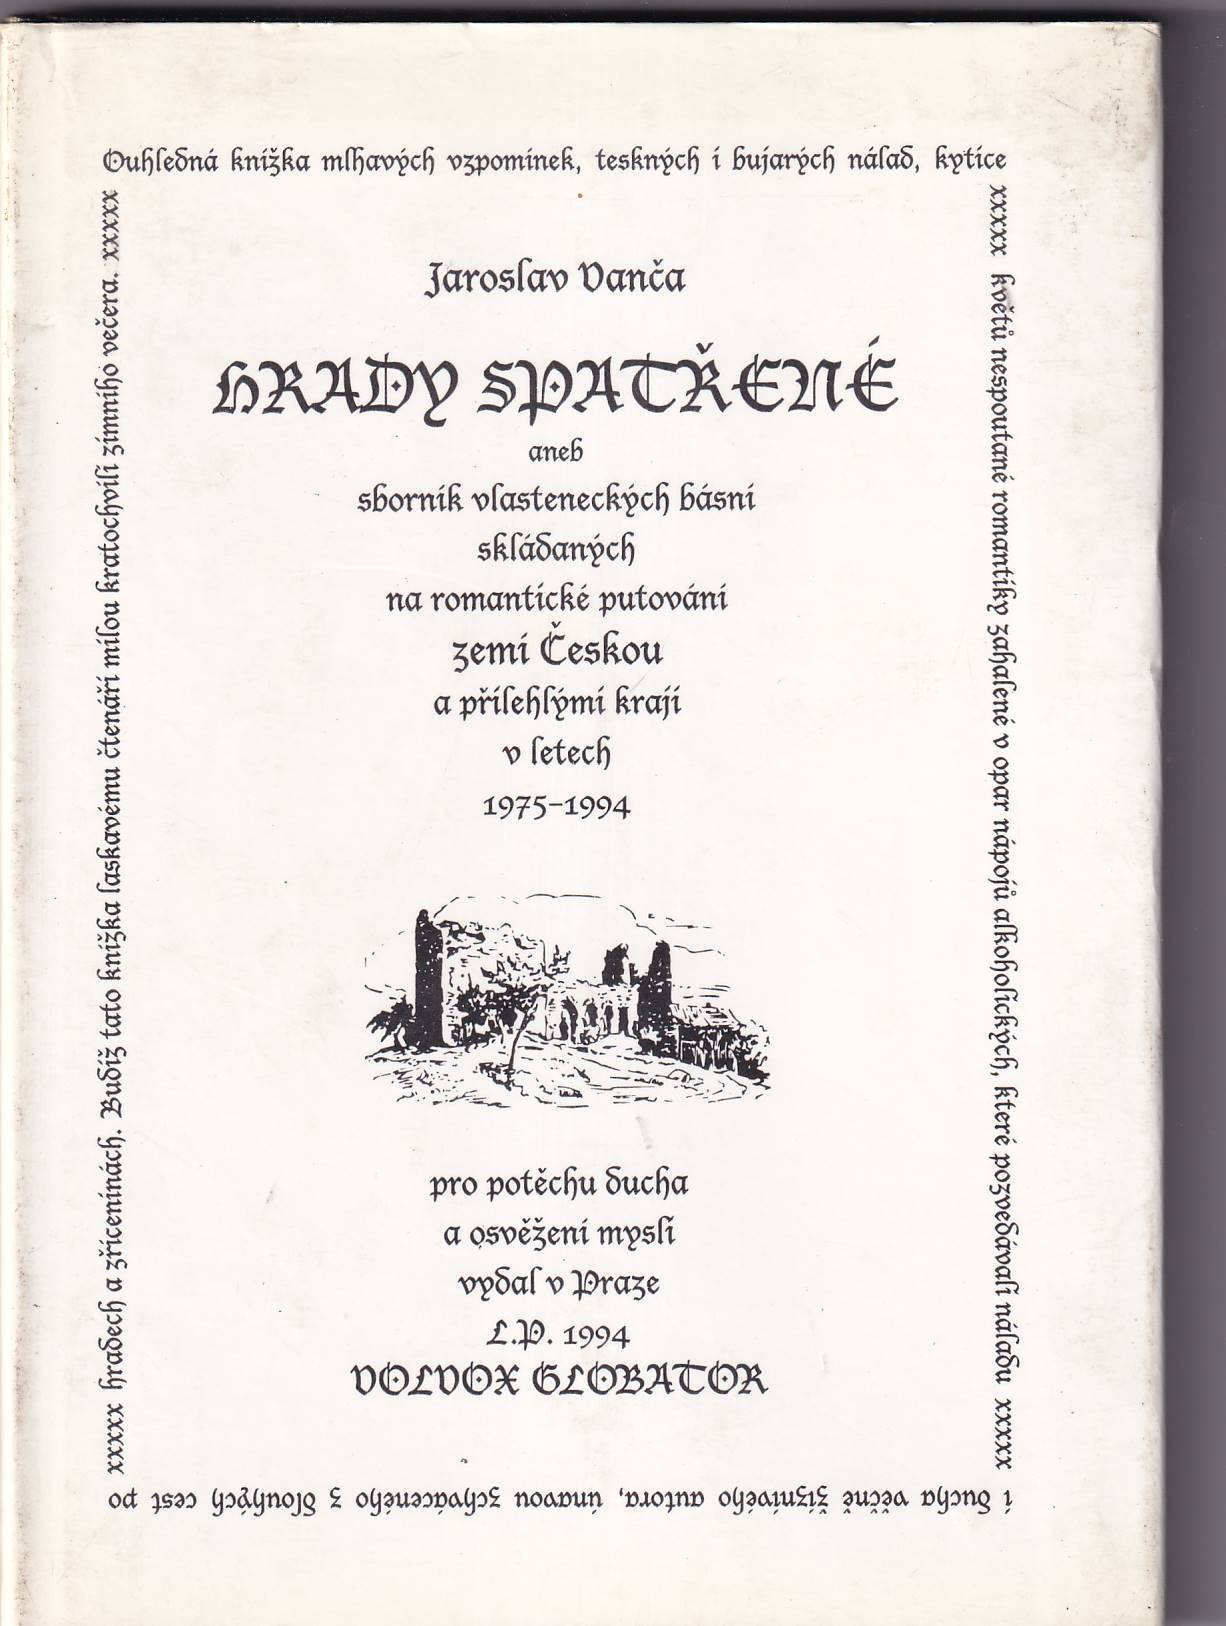 Ouhledná knížka mlhavých vzpomínek, teskných i bujarých nálad, kytice
xxxxx květů nespoutané romantiky zahalené v opar nápojů alkoholických, které pozvedávali náladu xxxxx
i ducha věčně žíznivého autora, únavou zchváceného z dlouhých cest po
xxxxx hradech a zříceninách. Budiž tato knížka laskavému čtenáři milou kratochvílí zimního večera. xxxxx
Jaroslav Vanča
HRADY SPATŘENÉ
aneb
sborník vlasteneckých básní
skládaných
na romantické putování
zemí Českou
a přilehlými kraji
v letech
1975-1994
pro potěchu ducha
a osvěžení mysli
vydal v Praze
L.P. 1994
VOLVOX GLOBATOR